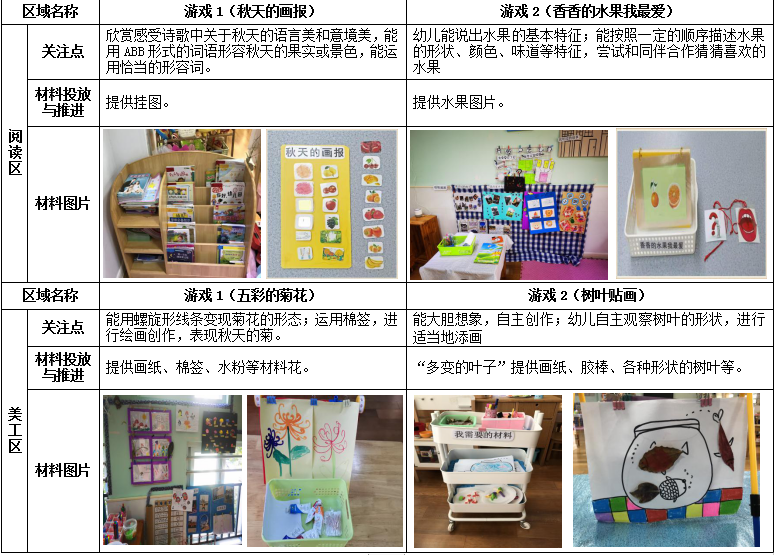 区域名称 游戏 1（秋天的画报） 游戏 2（香香的水果我最爱）
阅读区
关注点
欣赏感受诗歌中关于秋天的语言美和意境美，能
用 ABB 形式的词语形容秋天的果实或景色，能运
用恰当的形容词。
幼儿能说出水果的基本特征；能按照一定的顺序描述水果
的形状、颜色、味道等特征，尝试和同伴合作猜猜喜欢的
水果
材料投放
与推进
提供挂图。
提供水果图片。
材料图片
秋天的画报
香香的水果我最爱
区域名称 游戏 1（五彩的菊花） 游戏 2（树叶贴画）
美工区
关注点
能用螺旋形线条变现菊花的形态；运用棉签，进
行绘画创作，表现秋天的菊。
能大胆想象，自主创作；幼儿自主观察树叶的形状，进行
适当地添画
材料投放
与推进
提供画纸、棉签、水粉等材料花。
“多变的叶子”提供画纸、胶棒、各种形状的树叶等。
材料图片
我需要的材料